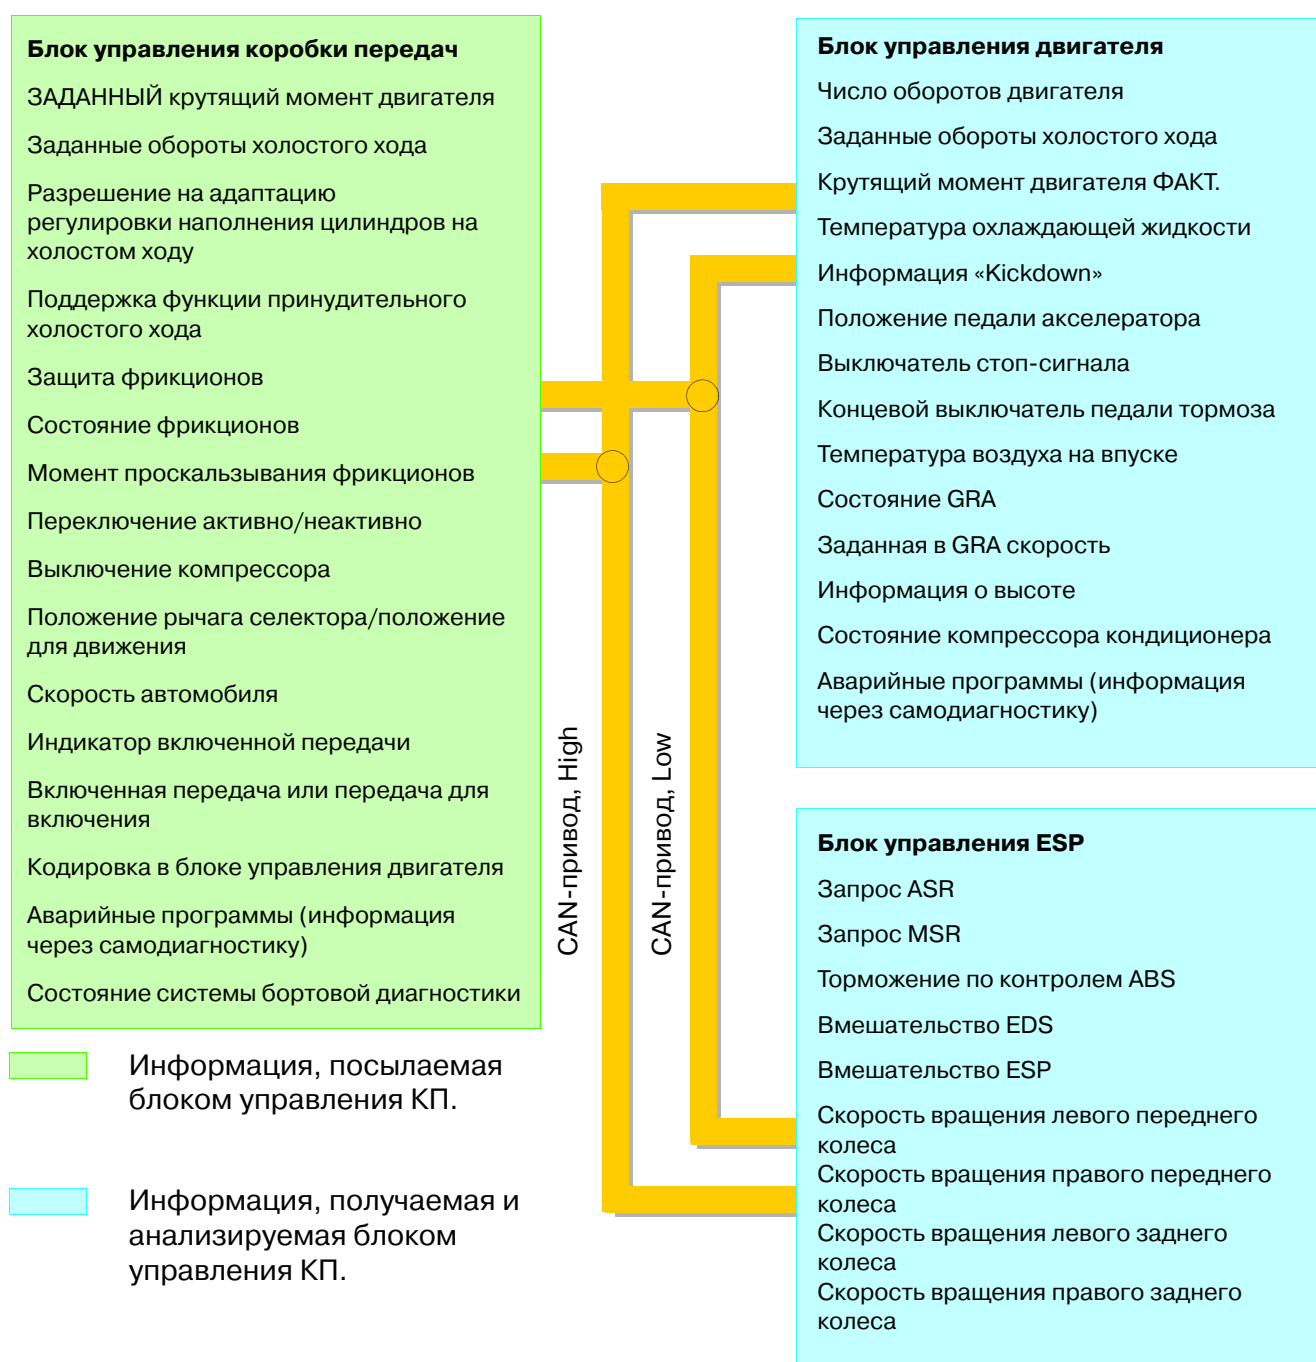 Блок управления коробки передач
ЗАДАННЫЙ крутящий момент двигателя
Заданные обороты холостого хода
Разрешение на адаптацию
регулировки наполнения цилиндров на
холостом ходу
Поддержка функции принудительного
холостого хода
Защита фрикционов
Состояние фрикционов
Момент проскальзывания фрикционов
Переключение активно/неактивно
Выключение компрессора
Положение рычага селектора/положение
для движения
Скорость автомобиля
Индикатор включенной передачи
Включенная передача или передача для
включения
Кодировка в блоке управления двигателя
Аварийные программы (информация
через самодиагностику)
Состояние системы бортовой диагностики
CAN-привод, High
CAN-привод, Low
Блок управления двигателя
Число оборотов двигателя
Заданные обороты холостого хода
Крутящий момент двигателя ФАКТ.
Температура охлаждающей жидкости
Информация «Kickdown»
Положение педали акселератора
Выключатель стоп-сигнала
Концевой выключатель педали тормоза
Температура воздуха на впуске
Состояние GRA
Заданная в GRA скорость
Информация о высоте
Состояние компрессора кондиционера
Аварийные программы (информация
через самодиагностику)
Блок управления ESP
Запрос ASR
Запрос MSR
Торможение по контролем ABS
Вмешательство EDS
Вмешательство ESP
Скорость вращения левого переднего
колеса
Скорость вращения правого переднего
колеса
Скорость вращения левого заднего
колеса
Скорость вращения правого заднего
колеса
Информация, посылаемая
блоком управления КП.
Информация, получаемая и
анализируемая блоком
управления КП.